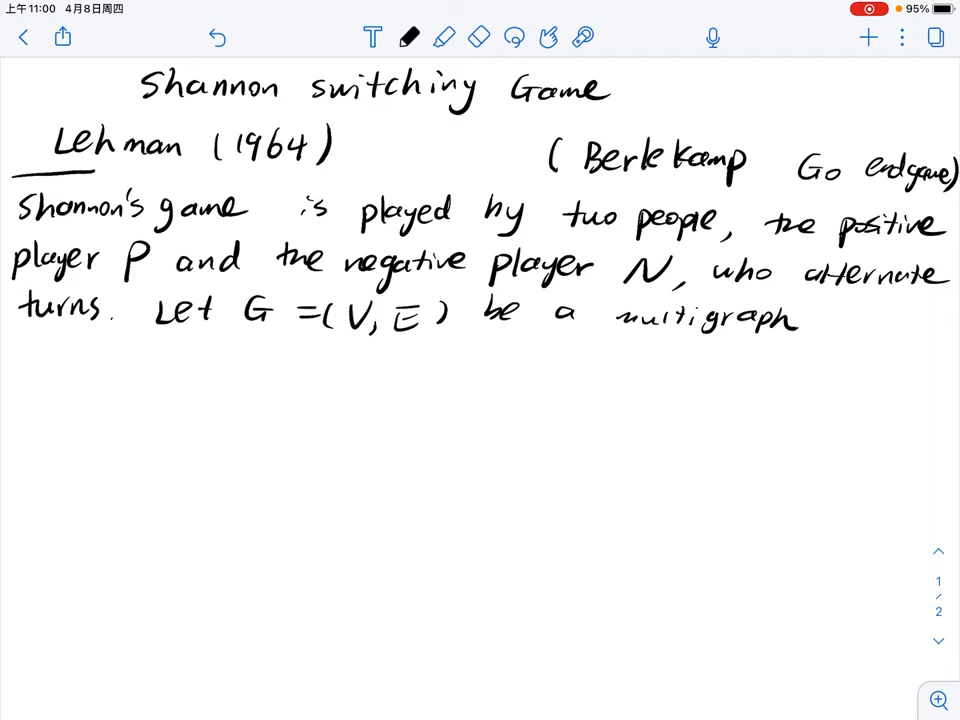 上午11:00 4月8日周四
95%
Shannon switching Game
Lehman (1964)
(Berlekamp Go endgame)
Shannon's game is played by two people, the positive
player P and the negative player N, who alternate
turns. Let G =(V, E) be a multigraph
1
/
2